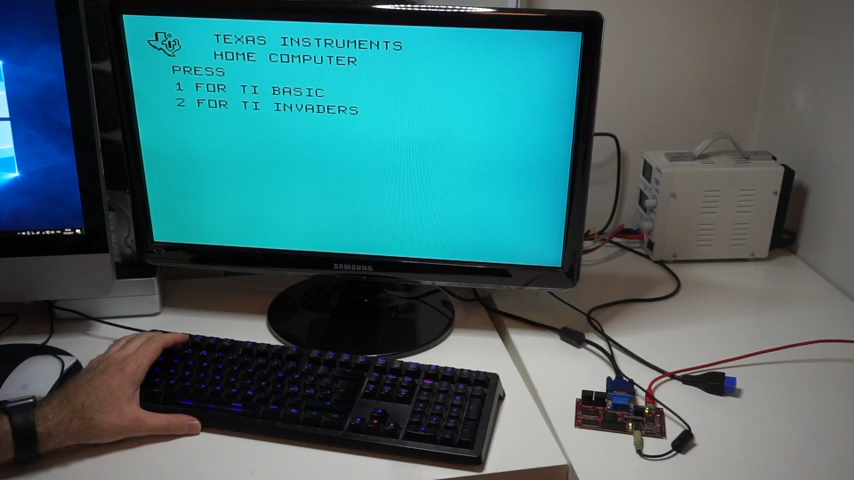 TEXAS INSTRUMENTS
HOME COMPUTER
PRESS
1 FOR TI BASIC
2 FOR TI INVADERS
SAMSUNG